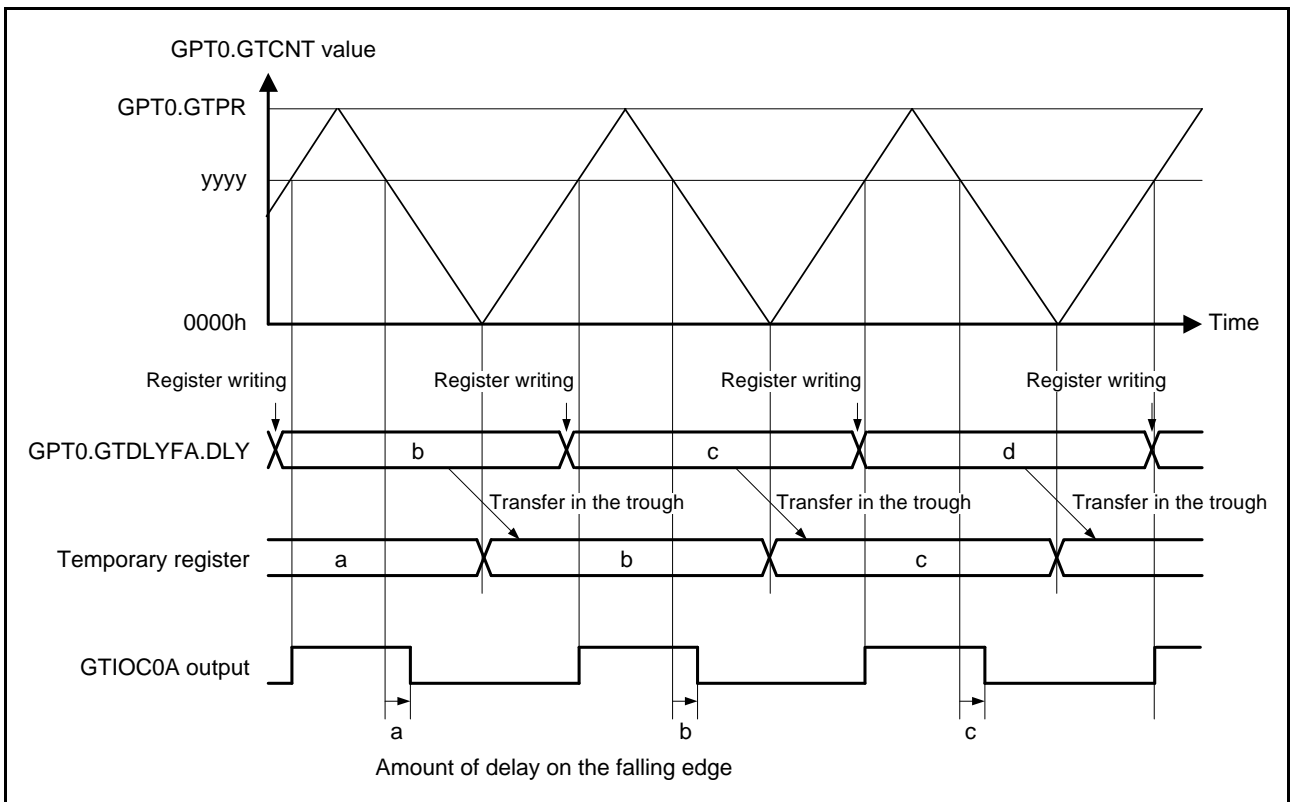 GPT0.GTCNT value
GPT0.GTPR
yyyy
0000h
Time
Register writing Register writing Register writing Register writing
GPT0.GTDLYFA.DLY b c d
Transfer in the trough Transfer in the trough Transfer in the trough
Temporary register a b c
GTIOC0A output
a b c
Amount of delay on the falling edge